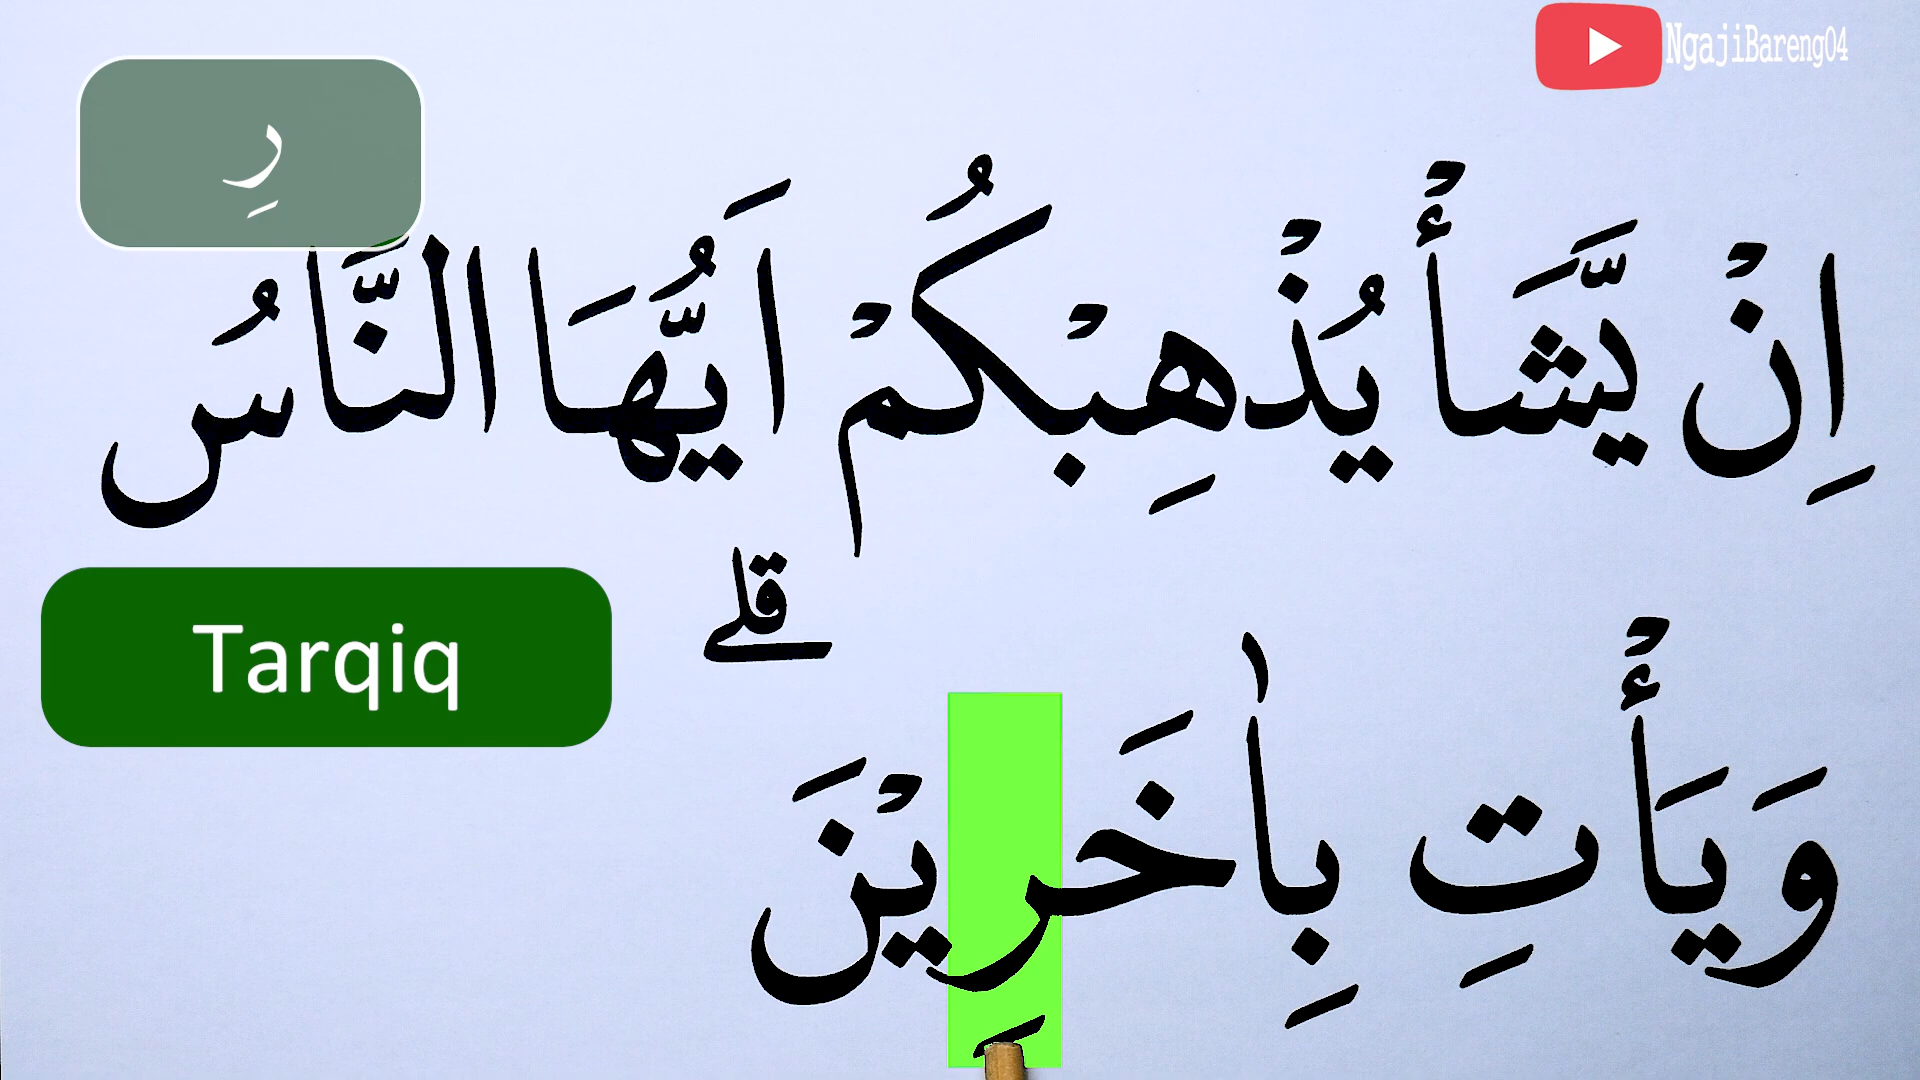 NgajiBareng04
رِ
اِنْ يَّشَأْ يُذْهِبْكُمْ اَيُّهَا النَّاسُ
Tarqiq
قلے
وَيَأْتِ بِاٰخَرِيْنَ